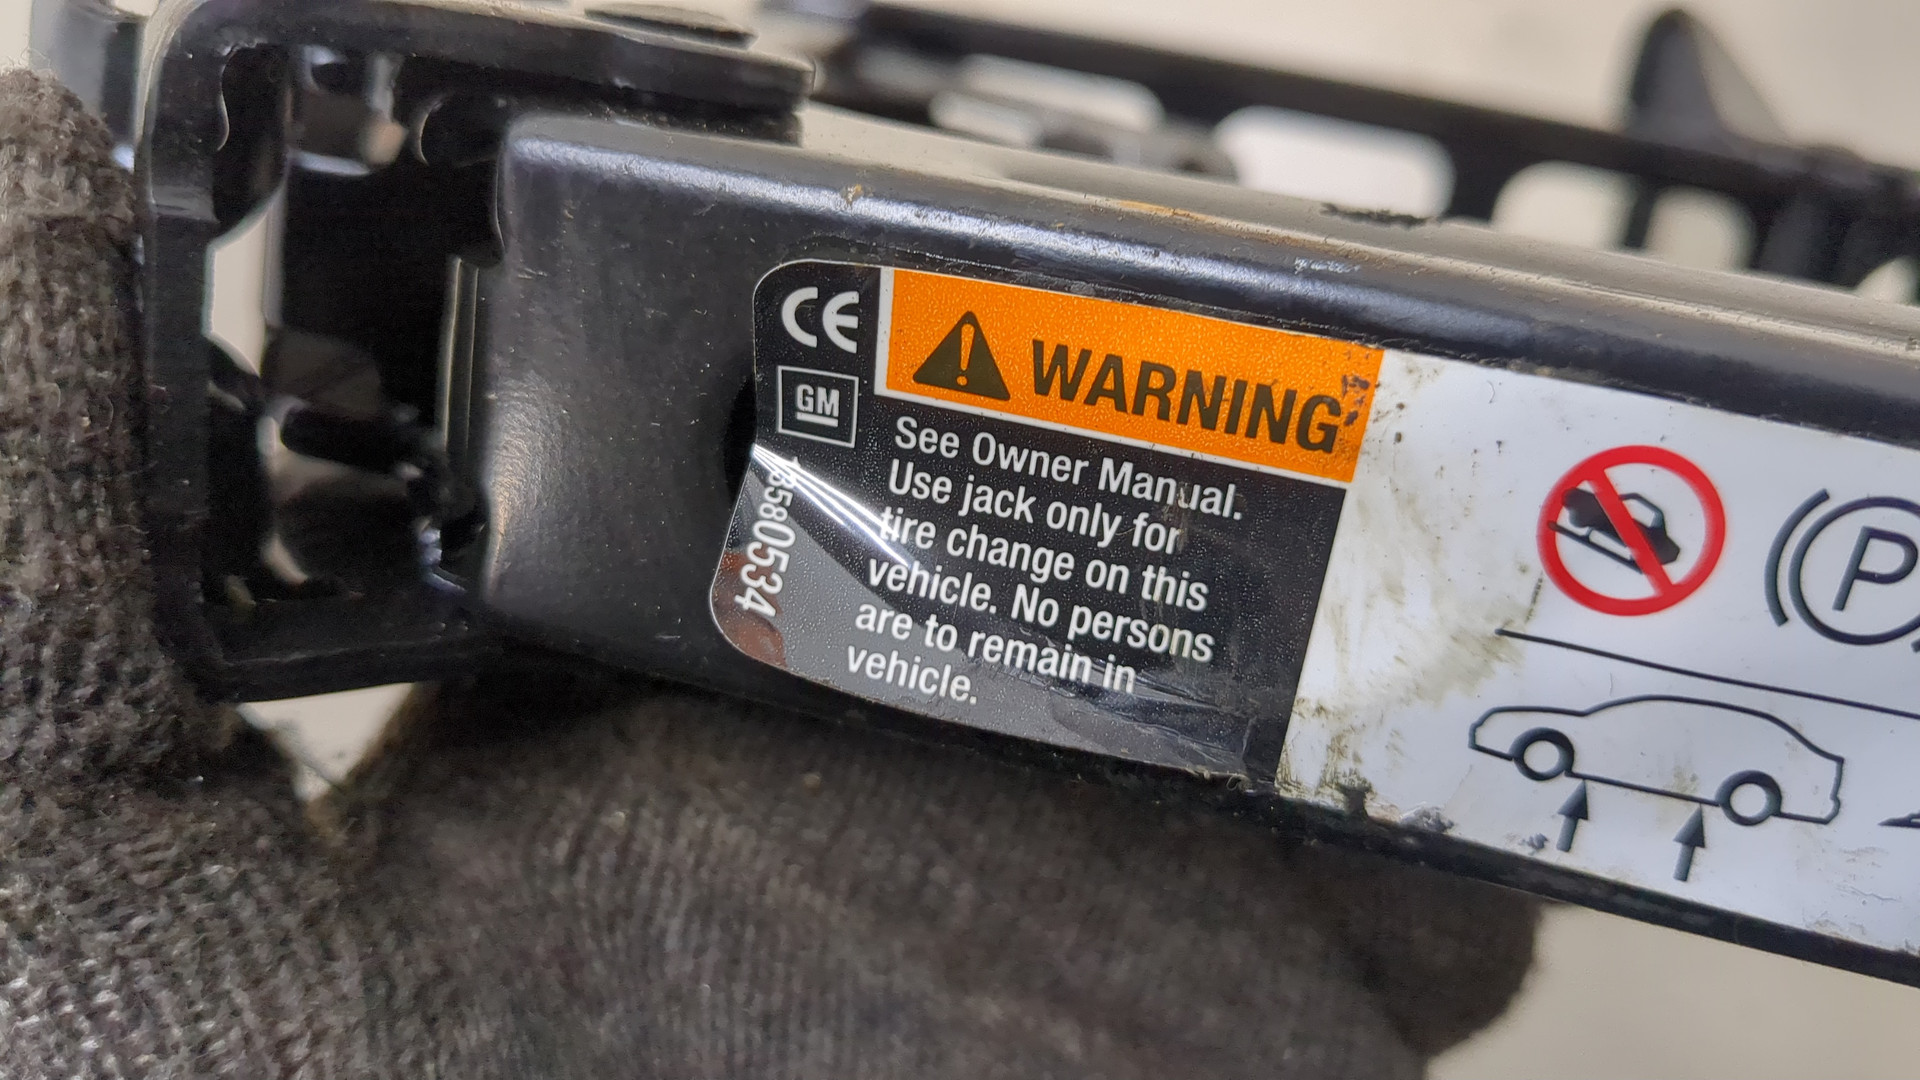 CE
GM
13580534
WARNING
See Owner Manual.
Use jack only for
tire change on this
vehicle. No persons
are to remain in
vehicle.
P